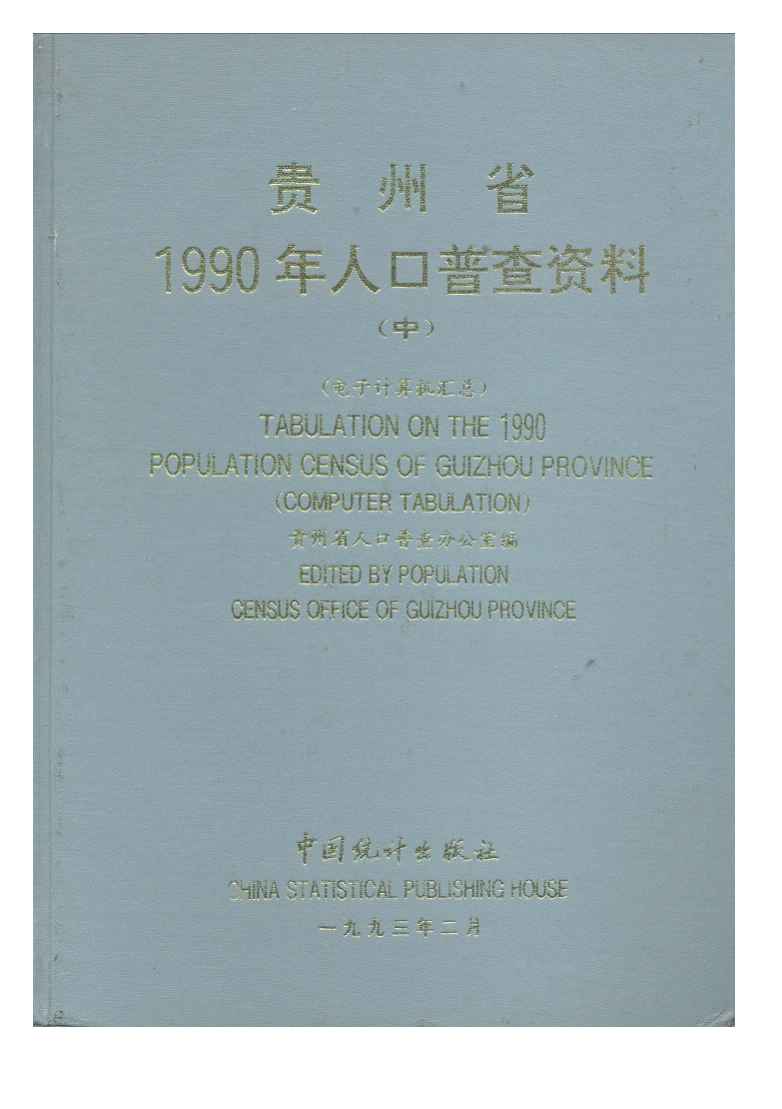 贵州省
1990年人口普查资料
(中)
(电子计算机汇总)
TABULATION ON THE 1990
POPULATION CENSUS OF GUIZHOU PROVINCE
(COMPUTER TABULATION)
贵州省人口普查办公室编
EDITED BY POPULATION
CENSUS OFFICE OF GUIZHOU PROVINCE
中国统计出版社
CHINA STATISTICAL PUBLISHING HOUSE
一九九三年二月